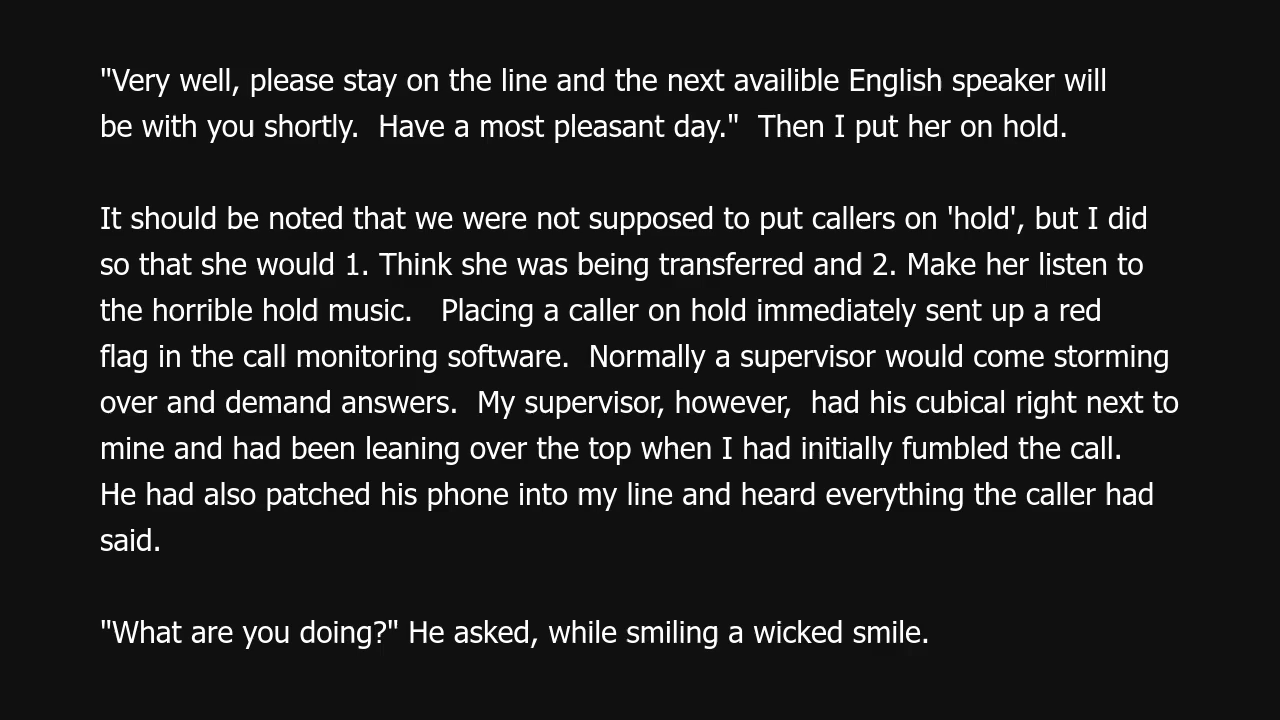 "Very well, please stay on the line and the next availible English speaker will
be with you shortly.  Have a most pleasant day."  Then I put her on hold.
It should be noted that we were not supposed to put callers on 'hold', but I did
so that she would 1. Think she was being transferred and 2. Make her listen to
the horrible hold music.   Placing a caller on hold immediately sent up a red
flag in the call monitoring software.  Normally a supervisor would come storming
over and demand answers.  My supervisor, however,  had his cubical right next to
mine and had been leaning over the top when I had initially fumbled the call.
He had also patched his phone into my line and heard everything the caller had
said.
"What are you doing?" He asked, while smiling a wicked smile.